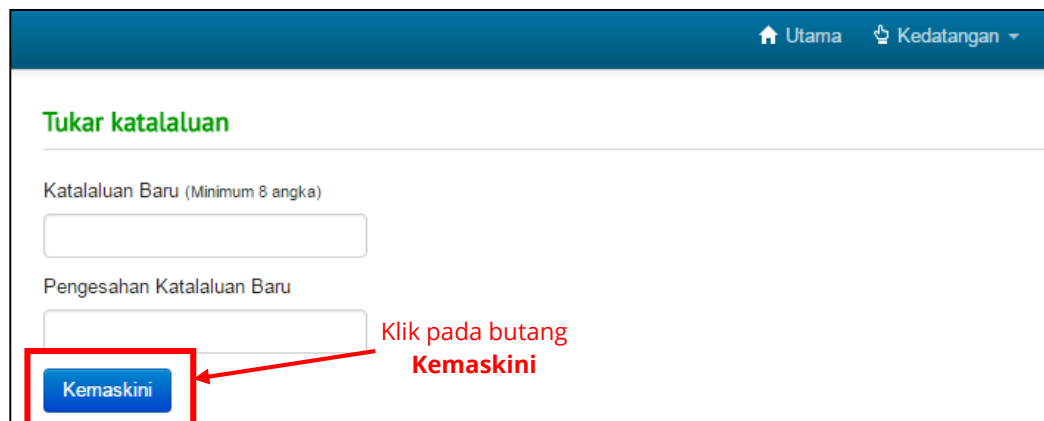 Utama Kedatangan
Tukar katalaluan
Katalaluan Baru (Minimum 8 angka)
Pengesahan Katalaluan Baru
Klik pada butang
Kemaskini
Kemaskini